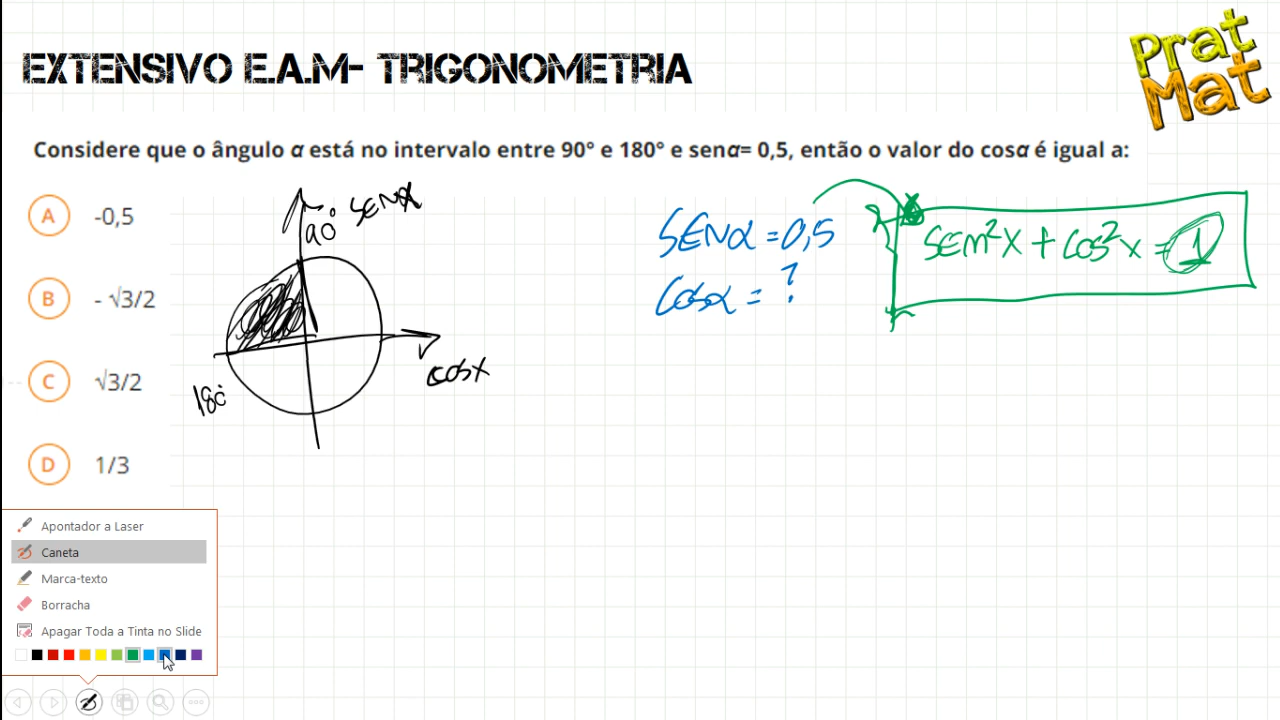 EXTENSIVO E.A.M- TRIGONOMETRIA
Prat
Mat
Considere que o ângulo α está no intervalo entre 90° e 180° e senα= 0,5, então o valor do cosα é igual a:
A -0,5
B - √3/2
C √3/2
D 1/3
90° SENX
180°
COSX
SENα = 0,5
COSα = ?
SEN²X + COS²X = 1
Apontador a Laser
Caneta
Marca-texto
Borracha
Apagar Toda a Tinta no Slide